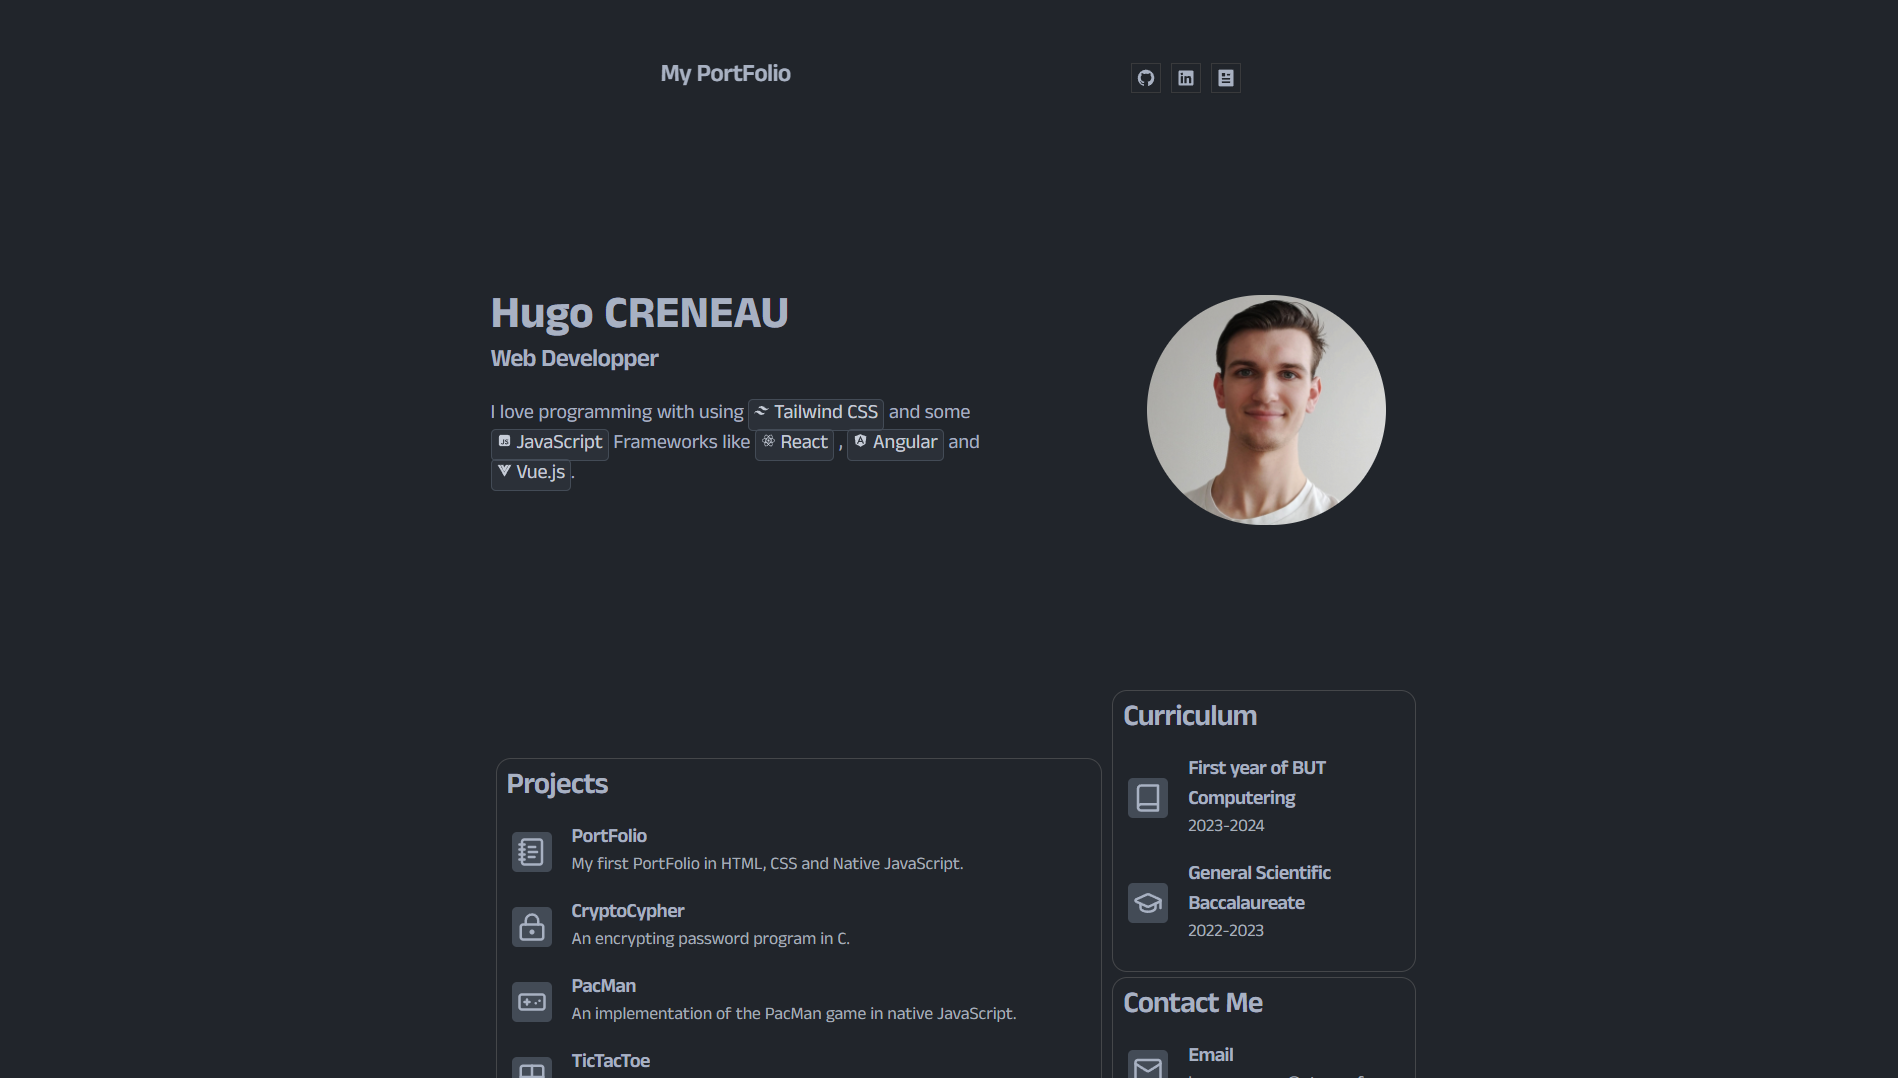 My PortFolio
Hugo CRENEAU
Web Developper
I love programming with using Tailwind CSS and some
JavaScript Frameworks like React , Angular and
Vue.js .
Projects
PortFolio
My first PortFolio in HTML, CSS and Native JavaScript.
CryptoCypher
An encrypting password program in C.
PacMan
An implementation of the PacMan game in native JavaScript.
TicTacToe
Curriculum
First year of BUT
Computering
2023-2024
General Scientific
Baccalaureate
2022-2023
Contact Me
Email